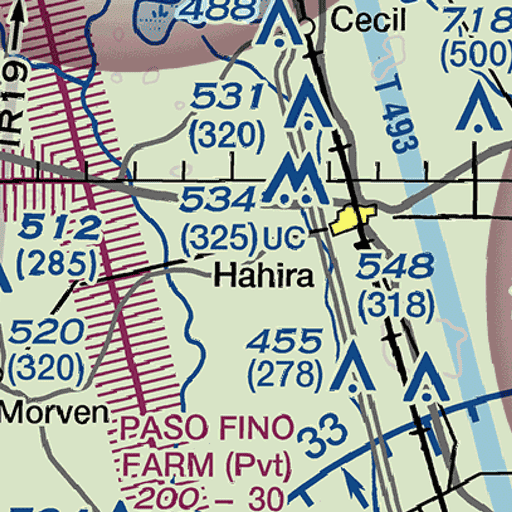 488
Cecil
718
(500)
IR19
531
(320)
T 493
534
(325)UC
512
(285)
Hahira
548
(318)
520
(320)
455
(278)
Morven
PASO FINO
FARM (Pvt)
200 - 30
33